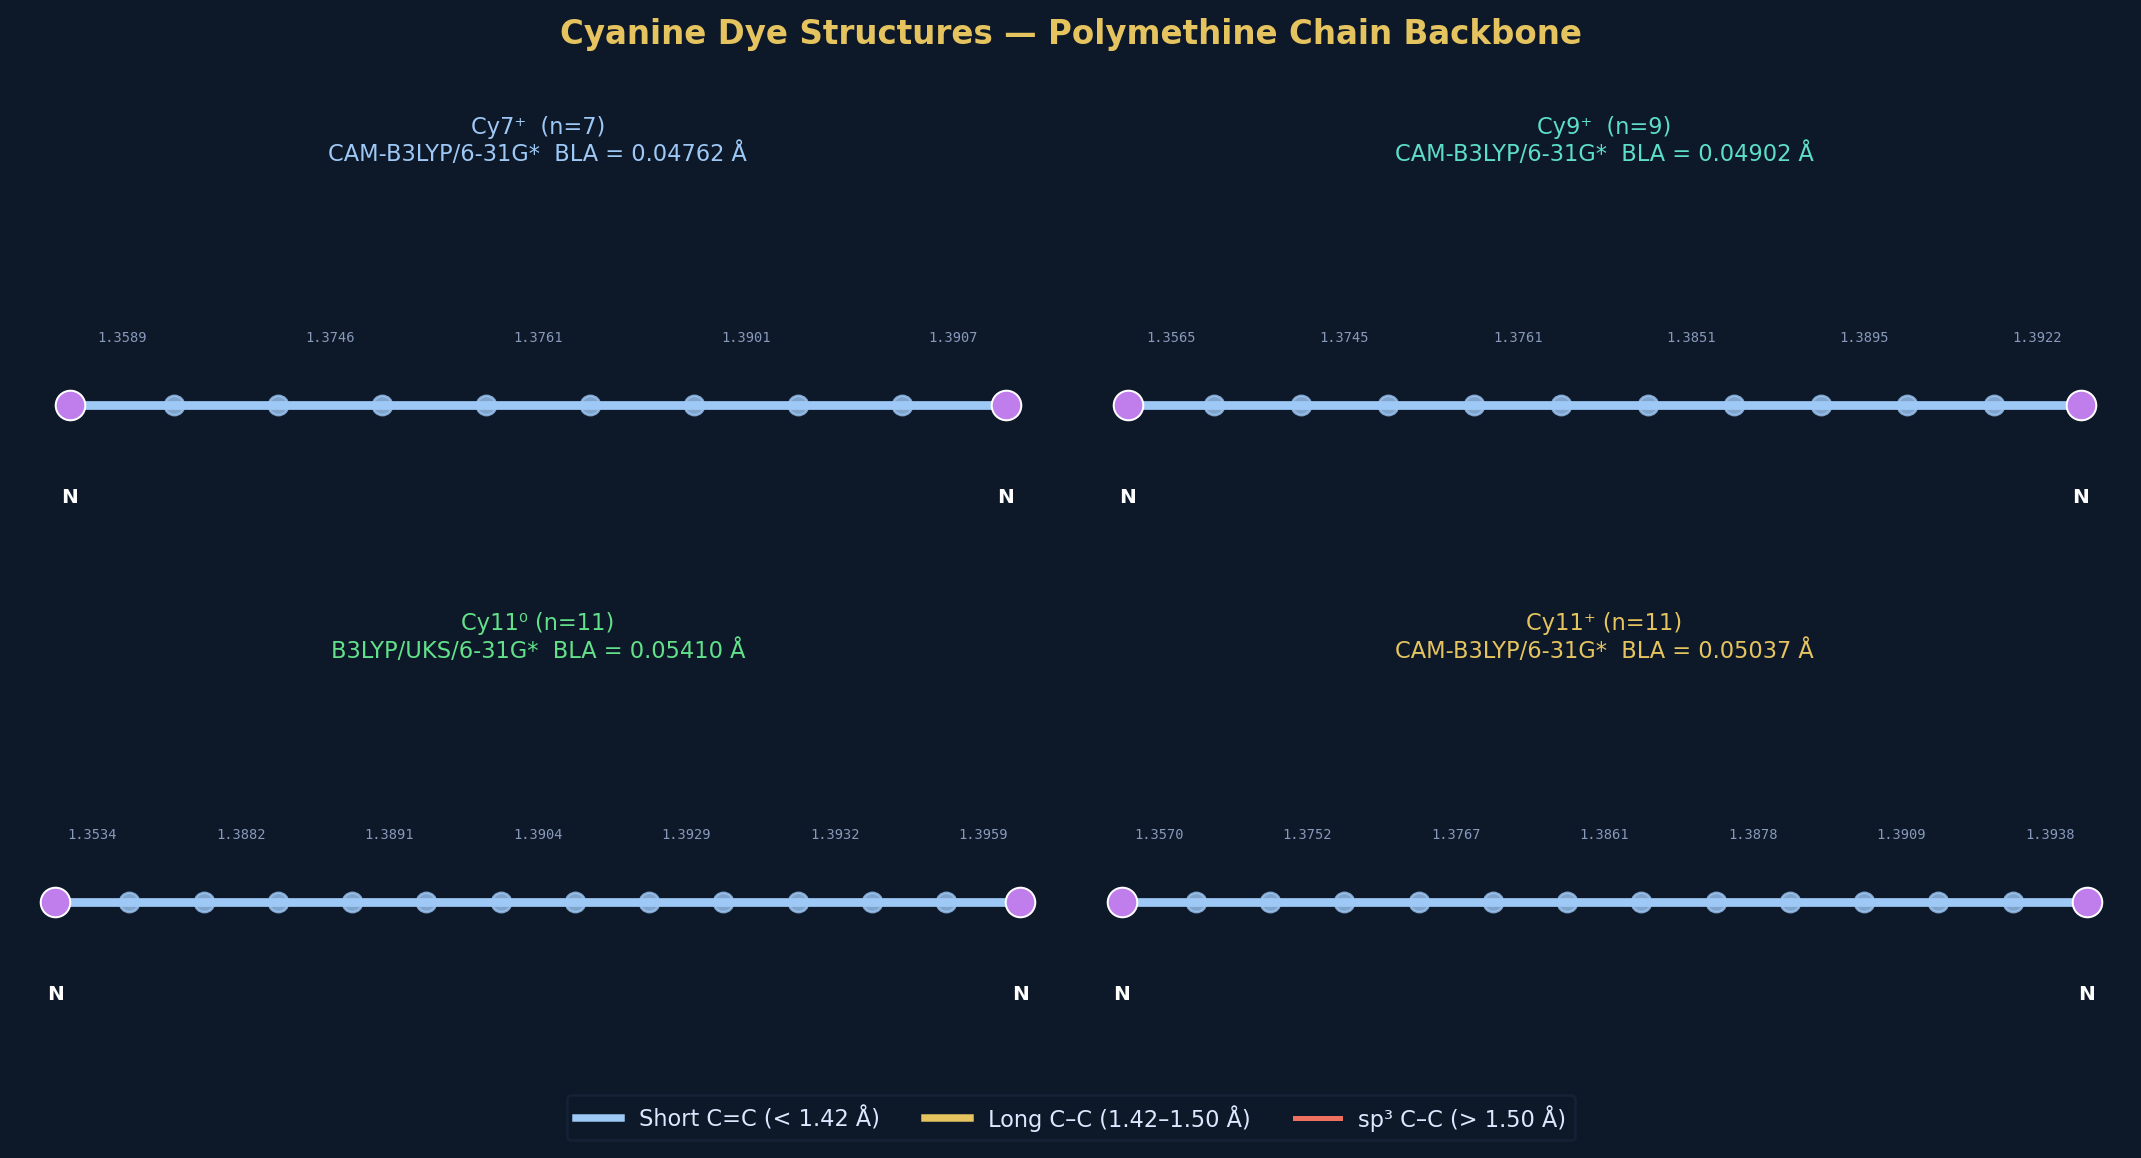 Cyanine Dye Structures — Polymethine Chain Backbone
Cy7⁺ (n=7)
CAM-B3LYP/6-31G* BLA = 0.04762 Å
1.3589 1.3746 1.3761 1.3901 1.3907
N N
Cy9⁺ (n=9)
CAM-B3LYP/6-31G* BLA = 0.04902 Å
1.3565 1.3745 1.3761 1.3851 1.3895 1.3922
N N
Cy11⁰ (n=11)
B3LYP/UKS/6-31G* BLA = 0.05410 Å
1.3534 1.3882 1.3891 1.3904 1.3929 1.3932 1.3959
N N
Cy11⁺ (n=11)
CAM-B3LYP/6-31G* BLA = 0.05037 Å
1.3570 1.3752 1.3767 1.3861 1.3878 1.3909 1.3938
N N
Short C=C (< 1.42 Å) Long C–C (1.42–1.50 Å) sp³ C–C (> 1.50 Å)